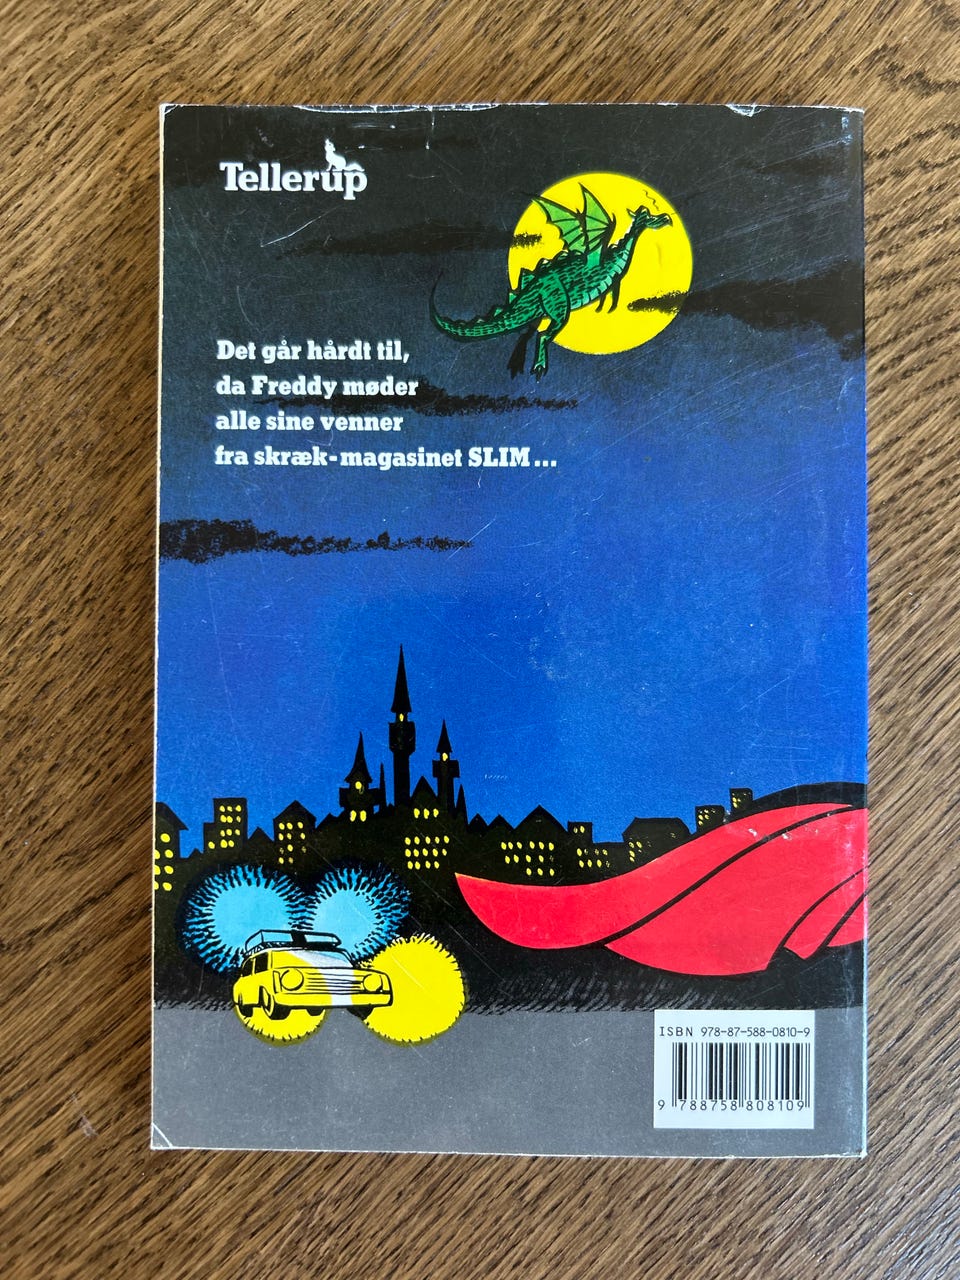 Tellerup
Det går hårdt til,
da Freddy møder
alle sine venner
fra skræk-magasinet SLIM...
ISBN 978-87-588-0810-9
9 788758 808109